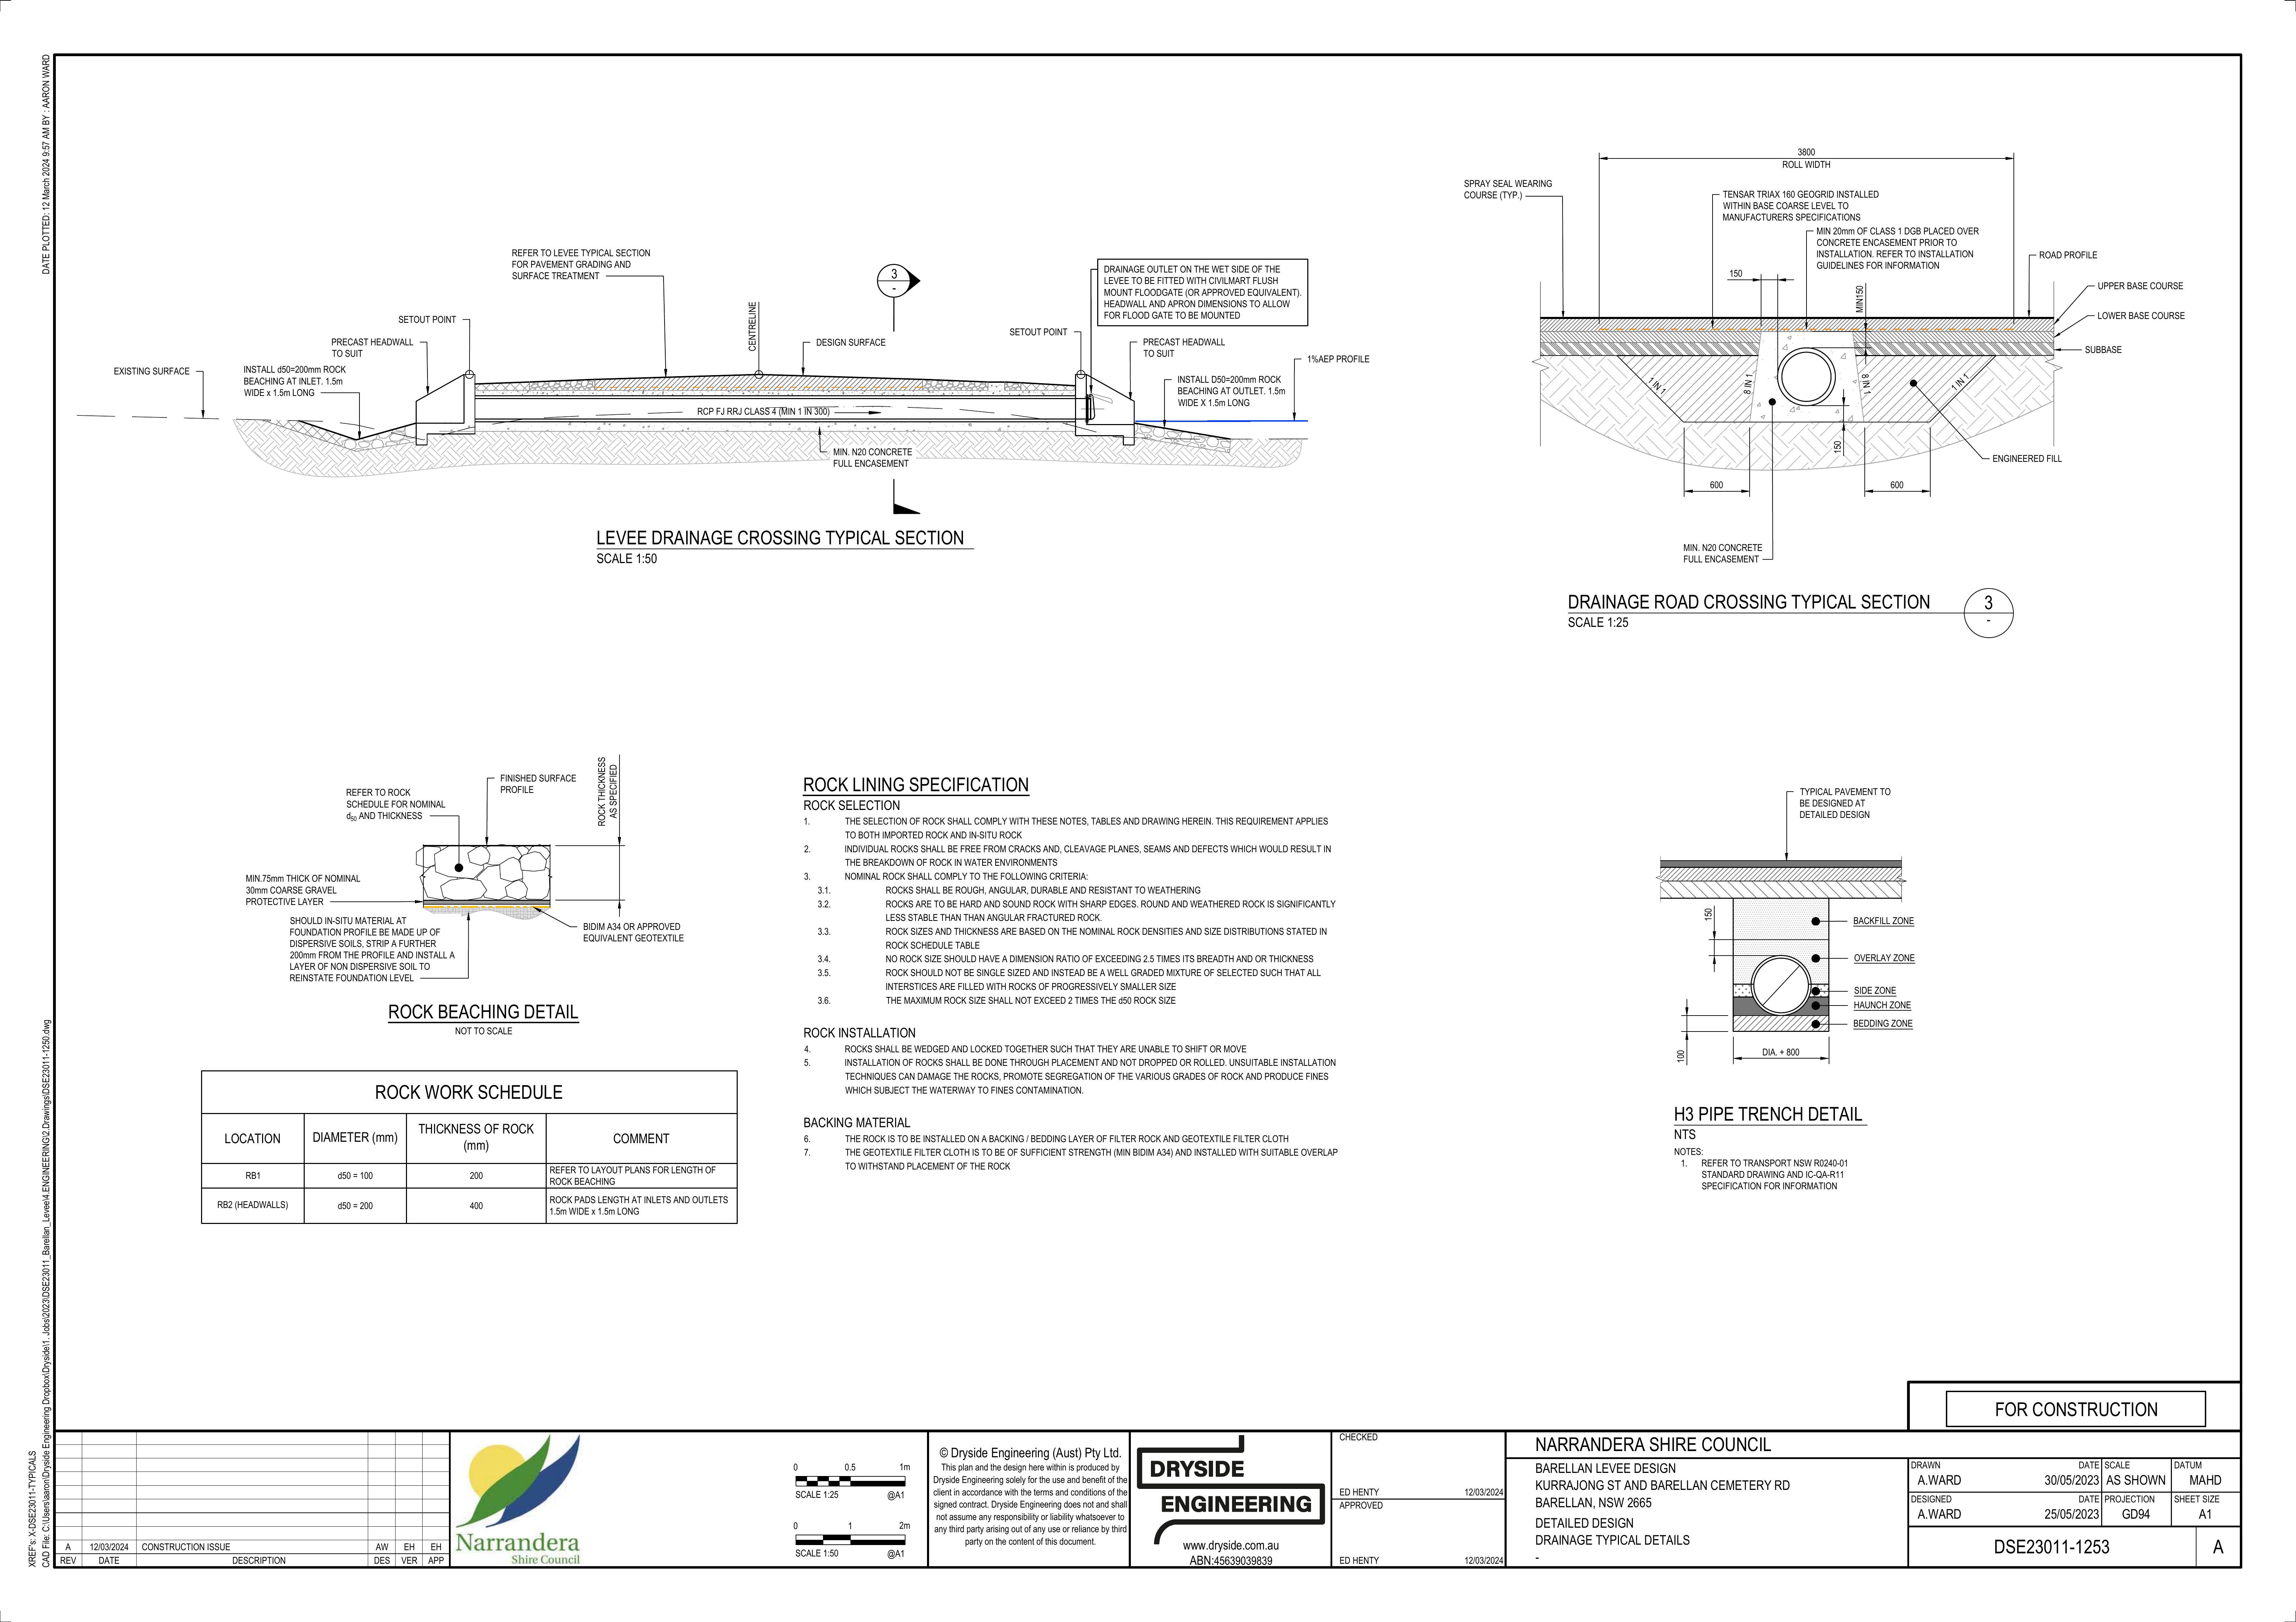 DATE PLOTTED: 12 March 2024 9:57 AM BY : AARON WARD
CAD File: C:\Users\aaron\Dryside Engineering Dropbox\Dryside\1. Jobs\2023\DSE23011_Barellan_Levee\4.ENGINEERING\2.Drawings\DSE23011-1250.dwg
XREF's: X-DSE23011-TYPICALS
REFER TO LEVEE TYPICAL SECTION
FOR PAVEMENT GRADING AND
SURFACE TREATMENT
3
-
DRAINAGE OUTLET ON THE WET SIDE OF THE
LEVEE TO BE FITTED WITH CIVILMART FLUSH
MOUNT FLOODGATE (OR APPROVED EQUIVALENT).
HEADWALL AND APRON DIMENSIONS TO ALLOW
FOR FLOOD GATE TO BE MOUNTED
SETOUT POINT
CENTRELINE
SETOUT POINT
PRECAST HEADWALL
TO SUIT
DESIGN SURFACE
PRECAST HEADWALL
TO SUIT
1%AEP PROFILE
EXISTING SURFACE
INSTALL d50=200mm ROCK
BEACHING AT INLET. 1.5m
WIDE x 1.5m LONG
INSTALL D50=200mm ROCK
BEACHING AT OUTLET. 1.5m
WIDE X 1.5m LONG
RCP FJ RRJ CLASS 4 (MIN 1 IN 300)
MIN. N20 CONCRETE
FULL ENCASEMENT
LEVEE DRAINAGE CROSSING TYPICAL SECTION
SCALE 1:50
3800
ROLL WIDTH
SPRAY SEAL WEARING
COURSE (TYP.)
TENSAR TRIAX 160 GEOGRID INSTALLED
WITHIN BASE COARSE LEVEL TO
MANUFACTURERS SPECIFICATIONS
MIN 20mm OF CLASS 1 DGB PLACED OVER
CONCRETE ENCASEMENT PRIOR TO
INSTALLATION. REFER TO INSTALLATION
GUIDELINES FOR INFORMATION
ROAD PROFILE
150
MIN150
UPPER BASE COURSE
LOWER BASE COURSE
SUBBASE
1 IN 1
8 IN 1
8 IN 1
1 IN 1
150
ENGINEERED FILL
600
600
MIN. N20 CONCRETE
FULL ENCASEMENT
DRAINAGE ROAD CROSSING TYPICAL SECTION
SCALE 1:25
3
-
FINISHED SURFACE
PROFILE
ROCK THICKNESS
AS SPECIFIED
REFER TO ROCK
SCHEDULE FOR NOMINAL
d50 AND THICKNESS
MIN.75mm THICK OF NOMINAL
30mm COARSE GRAVEL
PROTECTIVE LAYER
SHOULD IN-SITU MATERIAL AT
FOUNDATION PROFILE BE MADE UP OF
DISPERSIVE SOILS, STRIP A FURTHER
200mm FROM THE PROFILE AND INSTALL A
LAYER OF NON DISPERSIVE SOIL TO
REINSTATE FOUNDATION LEVEL
BIDIM A34 OR APPROVED
EQUIVALENT GEOTEXTILE
ROCK BEACHING DETAIL
NOT TO SCALE
ROCK WORK SCHEDULE
LOCATION DIAMETER (mm) THICKNESS OF ROCK (mm) COMMENT
RB1 d50 = 100 200 REFER TO LAYOUT PLANS FOR LENGTH OF
ROCK BEACHING
RB2 (HEADWALLS) d50 = 200 400 ROCK PADS LENGTH AT INLETS AND OUTLETS
1.5m WIDE x 1.5m LONG
ROCK LINING SPECIFICATION
ROCK SELECTION
1. THE SELECTION OF ROCK SHALL COMPLY WITH THESE NOTES, TABLES AND DRAWING HEREIN. THIS REQUIREMENT APPLIES
TO BOTH IMPORTED ROCK AND IN-SITU ROCK
2. INDIVIDUAL ROCKS SHALL BE FREE FROM CRACKS AND, CLEAVAGE PLANES, SEAMS AND DEFECTS WHICH WOULD RESULT IN
THE BREAKDOWN OF ROCK IN WATER ENVIRONMENTS
3. NOMINAL ROCK SHALL COMPLY TO THE FOLLOWING CRITERIA:
3.1. ROCKS SHALL BE ROUGH, ANGULAR, DURABLE AND RESISTANT TO WEATHERING
3.2. ROCKS ARE TO BE HARD AND SOUND ROCK WITH SHARP EDGES. ROUND AND WEATHERED ROCK IS SIGNIFICANTLY
LESS STABLE THAN THAN ANGULAR FRACTURED ROCK.
3.3. ROCK SIZES AND THICKNESS ARE BASED ON THE NOMINAL ROCK DENSITIES AND SIZE DISTRIBUTIONS STATED IN
ROCK SCHEDULE TABLE
3.4. NO ROCK SIZE SHOULD HAVE A DIMENSION RATIO OF EXCEEDING 2.5 TIMES ITS BREADTH AND OR THICKNESS
3.5. ROCK SHOULD NOT BE SINGLE SIZED AND INSTEAD BE A WELL GRADED MIXTURE OF SELECTED SUCH THAT ALL
INTERSTICES ARE FILLED WITH ROCKS OF PROGRESSIVELY SMALLER SIZE
3.6. THE MAXIMUM ROCK SIZE SHALL NOT EXCEED 2 TIMES THE d50 ROCK SIZE
ROCK INSTALLATION
4. ROCKS SHALL BE WEDGED AND LOCKED TOGETHER SUCH THAT THEY ARE UNABLE TO SHIFT OR MOVE
5. INSTALLATION OF ROCKS SHALL BE DONE THROUGH PLACEMENT AND NOT DROPPED OR ROLLED. UNSUITABLE INSTALLATION
TECHNIQUES CAN DAMAGE THE ROCKS, PROMOTE SEGREGATION OF THE VARIOUS GRADES OF ROCK AND PRODUCE FINES
WHICH SUBJECT THE WATERWAY TO FINES CONTAMINATION.
BACKING MATERIAL
6. THE ROCK IS TO BE INSTALLED ON A BACKING / BEDDING LAYER OF FILTER ROCK AND GEOTEXTILE FILTER CLOTH
7. THE GEOTEXTILE FILTER CLOTH IS TO BE OF SUFFICIENT STRENGTH (MIN BIDIM A34) AND INSTALLED WITH SUITABLE OVERLAP
TO WITHSTAND PLACEMENT OF THE ROCK
TYPICAL PAVEMENT TO
BE DESIGNED AT
DETAILED DESIGN
150
BACKFILL ZONE
OVERLAY ZONE
SIDE ZONE
HAUNCH ZONE
BEDDING ZONE
100
DIA. + 800
H3 PIPE TRENCH DETAIL
NTS
NOTES:
1. REFER TO TRANSPORT NSW R0240-01
STANDARD DRAWING AND IC-QA-R11
SPECIFICATION FOR INFORMATION
FOR CONSTRUCTION
A 12/03/2024 CONSTRUCTION ISSUE AW EH EH
REV DATE DESCRIPTION DES VER APP
Narrandera
Shire Council
0 0.5 1m
SCALE 1:25 @A1
0 1 2m
SCALE 1:50 @A1
© Dryside Engineering (Aust) Pty Ltd.
This plan and the design here within is produced by
Dryside Engineering solely for the use and benefit of the
client in accordance with the terms and conditions of the
signed contract. Dryside Engineering does not and shall
not assume any responsibility or liability whatsoever to
any third party arising out of any use or reliance by third
party on the content of this document.
DRYSIDE
ENGINEERING
www.dryside.com.au
ABN:45639039839
CHECKED
ED HENTY 12/03/2024
APPROVED
ED HENTY 12/03/2024
NARRANDERA SHIRE COUNCIL
BARELLAN LEVEE DESIGN
KURRAJONG ST AND BARELLAN CEMETERY RD
BARELLAN, NSW 2665
DETAILED DESIGN
DRAINAGE TYPICAL DETAILS
-
DRAWN DATE SCALE DATUM
A.WARD 30/05/2023 AS SHOWN MAHD
DESIGNED DATE PROJECTION SHEET SIZE
A.WARD 25/05/2023 GD94 A1
DSE23011-1253 A